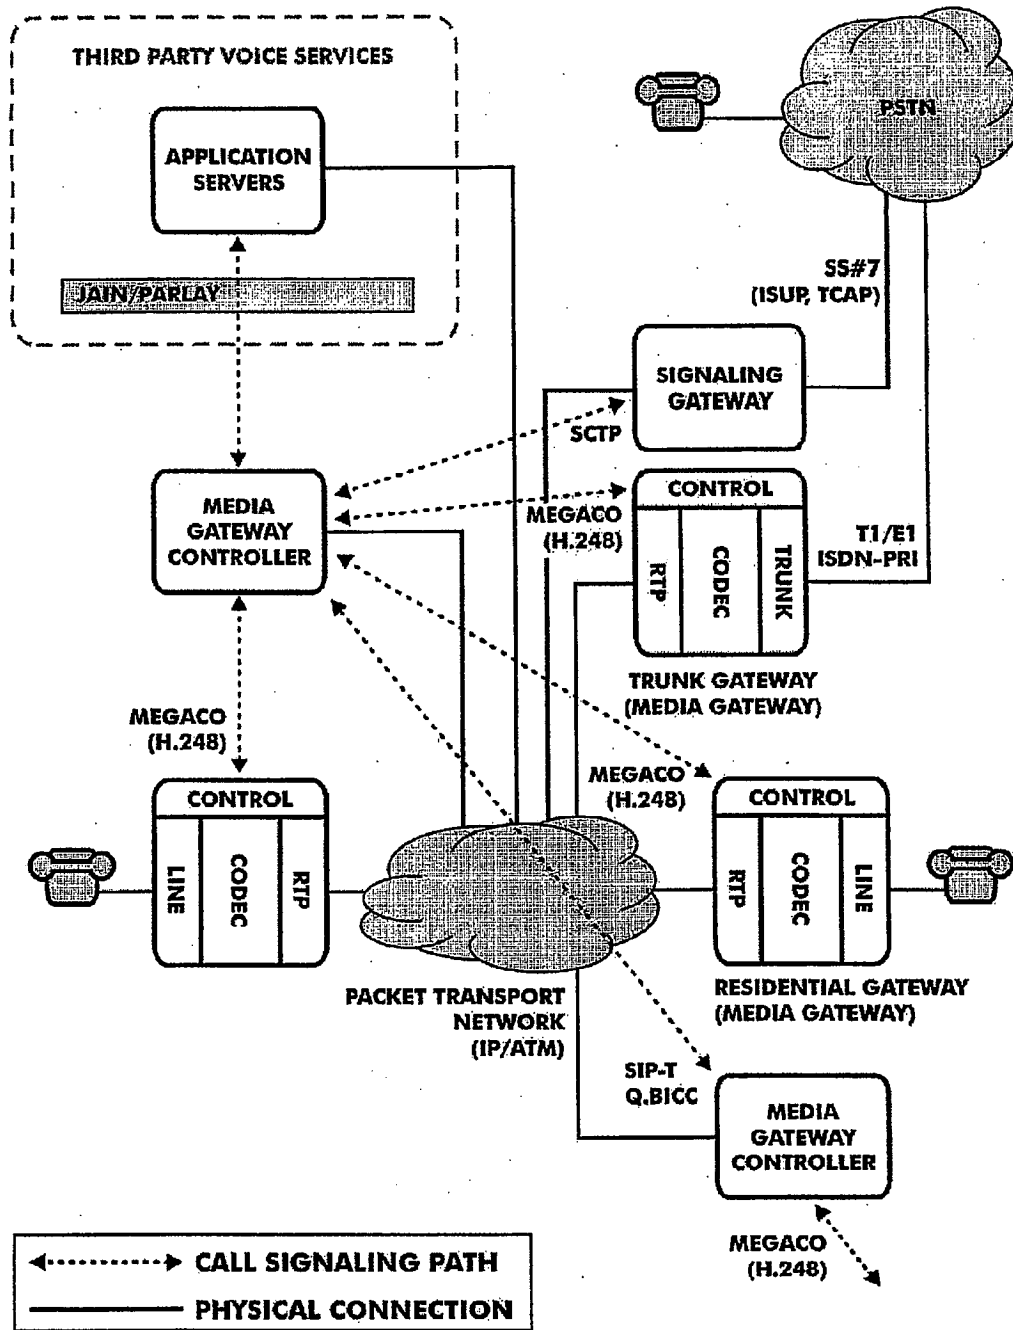 THIRD PARTY VOICE SERVICES
APPLICATION
SERVERS
JAIN/PARLAY
PSTN
SS#7
(ISUP, TCAP)
SIGNALING
GATEWAY
SCTP
MEDIA
GATEWAY
CONTROLLER
MEGACO
(H.248)
CONTROL
RTP
CODEC
TRUNK
T1/E1
ISDN-PRI
TRUNK GATEWAY
(MEDIA GATEWAY)
MEGACO
(H.248)
CONTROL
LINE
CODEC
RTP
MEGACO
(H.248)
CONTROL
RTP
CODEC
LINE
RESIDENTIAL GATEWAY
(MEDIA GATEWAY)
PACKET TRANSPORT
NETWORK
(IP/ATM)
SIP-T
Q.BICC
MEDIA
GATEWAY
CONTROLLER
MEGACO
(H.248)
CALL SIGNALING PATH
PHYSICAL CONNECTION